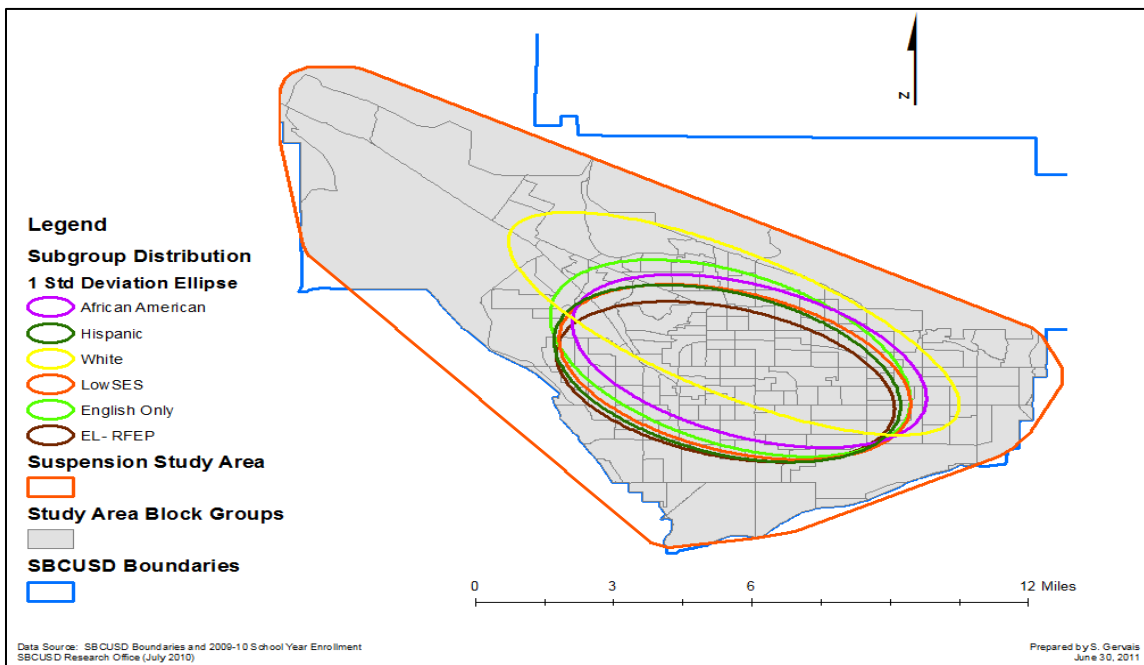 Z
Legend
Subgroup Distribution
1 Std Deviation Ellipse
African American
Hispanic
White
LowSES
English Only
EL- RFEP
Suspension Study Area
Study Area Block Groups
SBCUSD Boundaries
0 3 6 12 Miles
Data Source: SBCUSD Boundaries and 2009-10 School Year Enrollment
SBCUSD Research Office (July 2010)
Prepared by S. Gervais
June 30, 2011